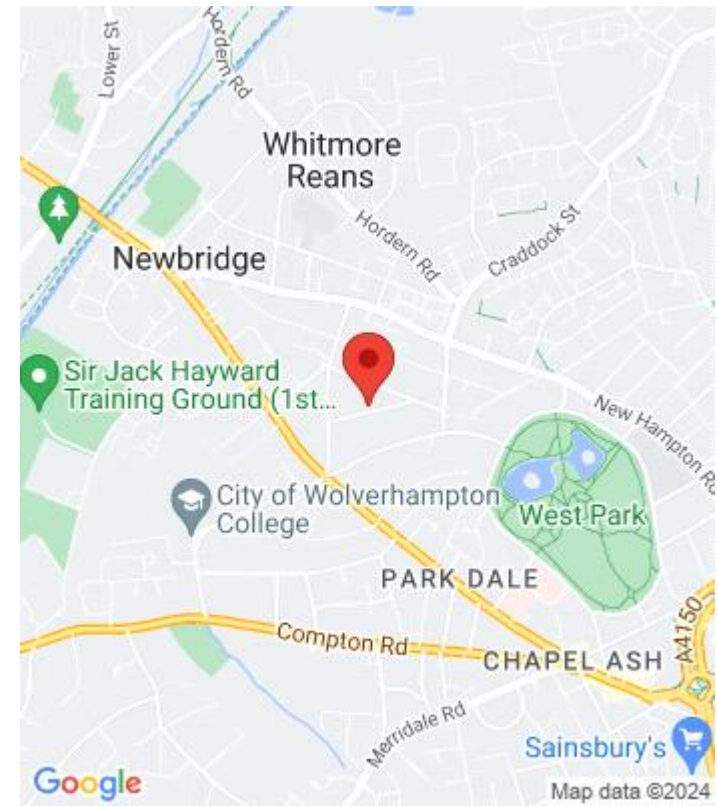 Lower St
Hordern Rd
Whitmore
Reans
Hordern Rd
Craddock St
Newbridge
Sir Jack Hayward
Training Ground (1st...
New Hampton Rd
City of Wolverhampton
College
West Park
PARK DALE
A4150
Compton Rd
CHAPEL ASH
Merridale Rd
Sainsbury's
Google
Map data ©2024